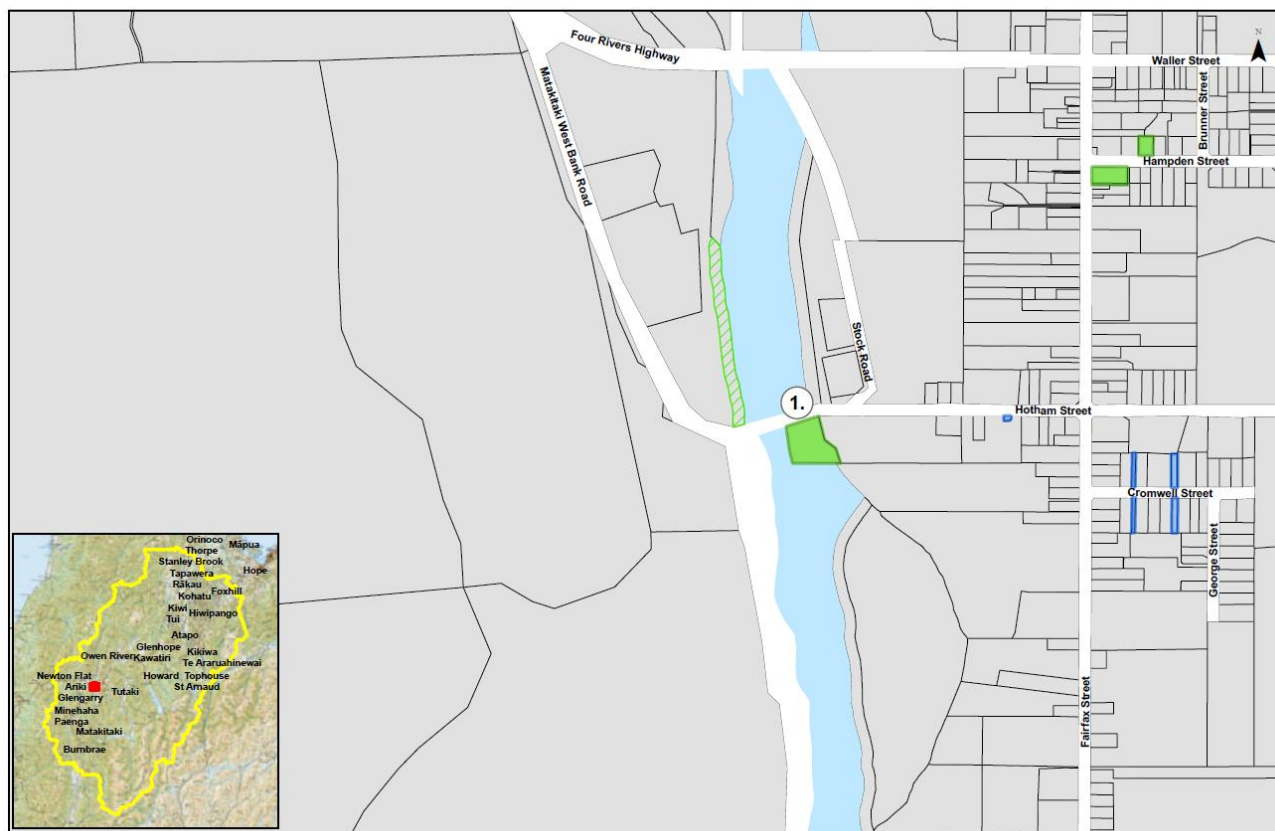 Four Rivers Highway
N
Waller Street
Matakitaki West Bank Road
Brunner Street
Hampden Street
Stock Road
1.
Hotham Street
Cromwell Street
George Street
Fairfax Street
Orinoco
Māpua
Thorpe
Stanley Brook
Hope
Tapawera
Rākau
Foxhill
Kohatu
Kiwi
Hiwipango
Tui
Atapo
Glenhope
Kikiwa
Owen River
Kawatiri
Te Araruahinewai
Newton Flat
Howard
Tophouse
Ariki
Tutaki
St Arnaud
Glengarry
Minehaha
Paenga
Matakitaki
Burnbrae